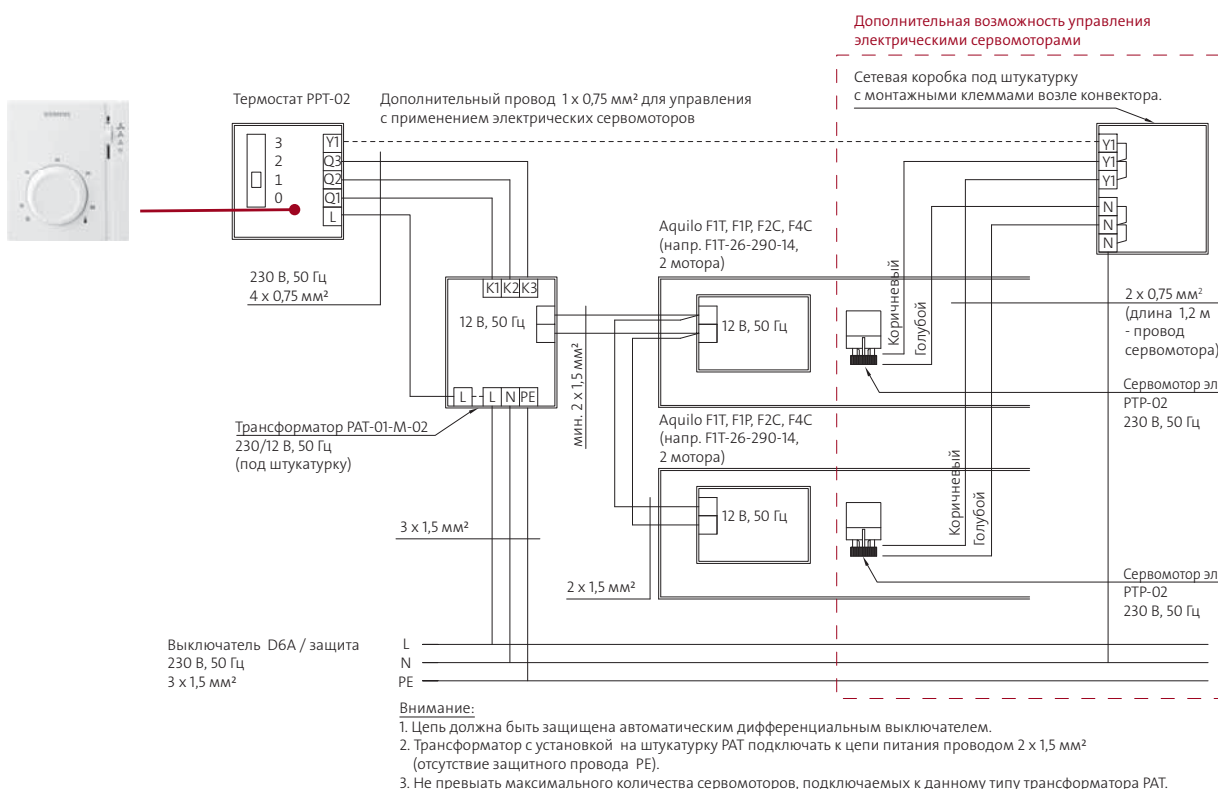 Дополнительная возможность управления
электрическими сервомоторами
Сетевая коробка под штукатурку
с монтажными клеммами возле конвектора.
Термостат PPT-02
Дополнительный провод 1 x 0,75 мм² для управления
с применением электрических сервомоторов
SIEMENS
3
2
1
0
Y1
Q3
Q2
Q1
L
Y1
Y1
Y1
N
N
N
230 В, 50 Гц
4 x 0,75 мм²
Aquilo F1T, F1P, F2C, F4C
(напр. F1T-26-290-14,
2 мотора)
K1 K2 K3
12 В, 50 Гц
L L N PE
мин. 2 x 1,5 мм²
12 В, 50 Гц
Коричневый
Голубой
2 x 0,75 мм²
(длина 1,2 м
- провод
сервомотора)
Сервомотор эл
PTP-02
230 В, 50 Гц
Трансформатор PAT-01-M-02
230/12 В, 50 Гц
(под штукатурку)
Aquilo F1T, F1P, F2C, F4C
(напр. F1T-26-290-14,
2 мотора)
12 В, 50 Гц
Коричневый
Голубой
3 x 1,5 мм²
2 x 1,5 мм²
Сервомотор эл
PTP-02
230 В, 50 Гц
Выключатель D6A / защита
230 В, 50 Гц
3 x 1,5 мм²
L
N
PE
Внимание:
1. Цепь должна быть защищена автоматическим дифференциальным выключателем.
2. Трансформатор с установкой на штукатурку PAT подключать к цепи питания проводом 2 x 1,5 мм²
(отсутствие защитного провода PE).
3. Не превыать максимального количества сервомоторов, подключаемых к данному типу трансформатора PAT.